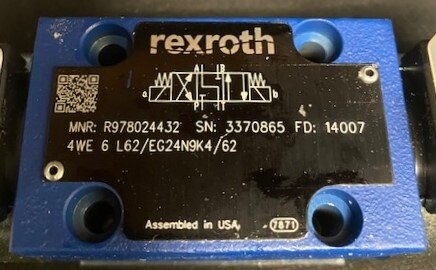 rexroth
A B
a b
MNR: R978024432 SN: 3370865 FD: 14007
4WE 6 L62/EG24N9K4/62
Assembled in USA. 7871